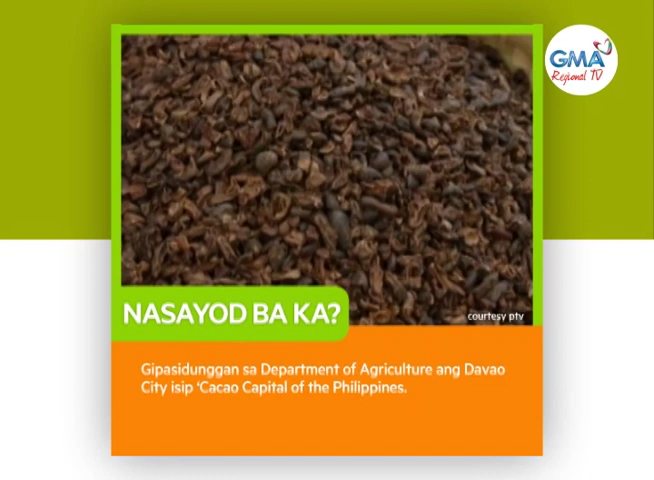 GMA
Regional TV
NASAYOD BA KA?
courtesy ptv
Gipasidunggan sa Department of Agriculture ang Davao
City isip ‘Cacao Capital of the Philippines.